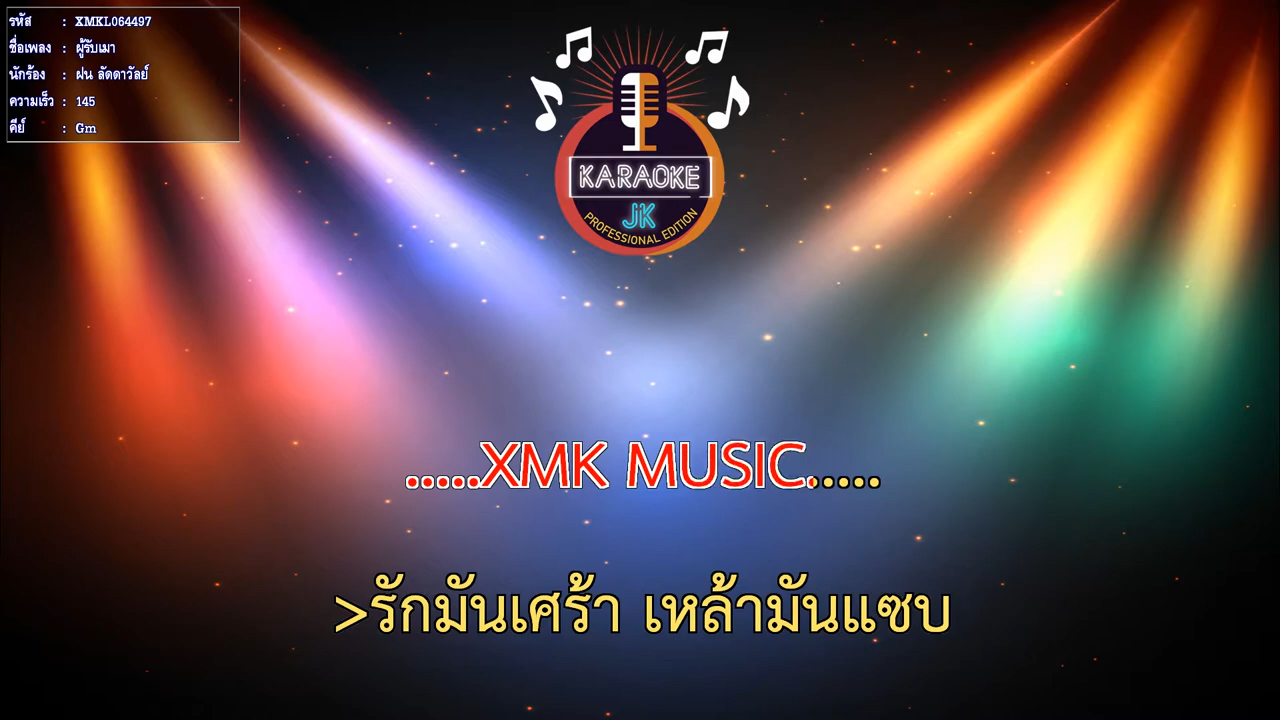 รหัส : XMKL064497
ชื่อเพลง : ผู้รับเมา
นักร้อง : ฝน ลัดดาวัลย์
ความเร็ว : 145
คีย์ : Gm
KARAOKE
JK
PROFESSIONAL EDITION
.....XMK MUSIC.....
>รักมันเศร้า เหล้ามันแซบ